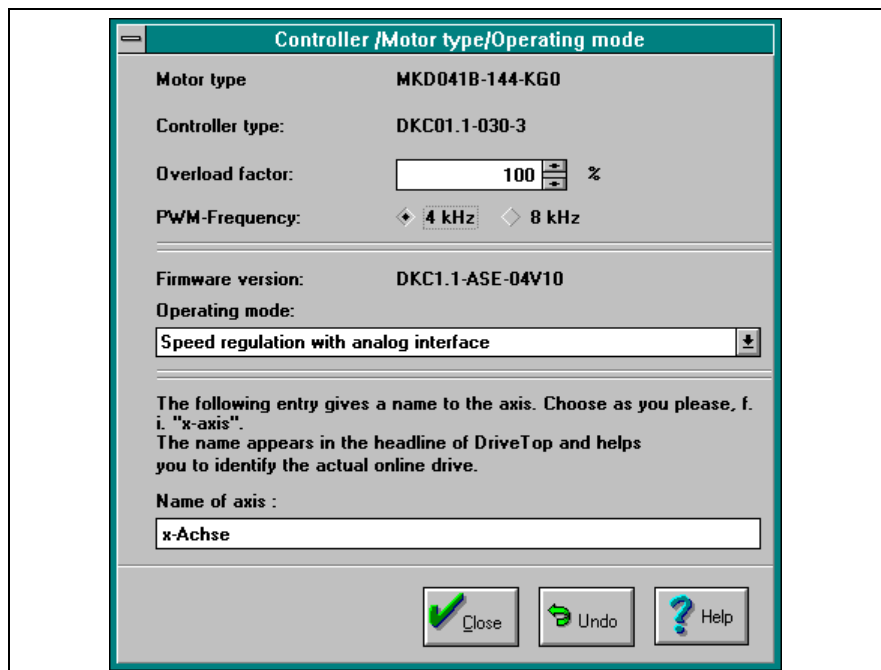 Controller /Motor type/Operating mode
Motor type MKD041B-144-KG0
Controller type: DKC01.1-030-3
Overload factor: 100 %
PWM-Frequency: 4 kHz 8 kHz
Firmware version: DKC1.1-ASE-04V10
Operating mode:
Speed regulation with analog interface
The following entry gives a name to the axis. Choose as you please, f.
i. "x-axis".
The name appears in the headline of DriveTop and helps
you to identify the actual online drive.
Name of axis :
x-Achse
Close Undo Help